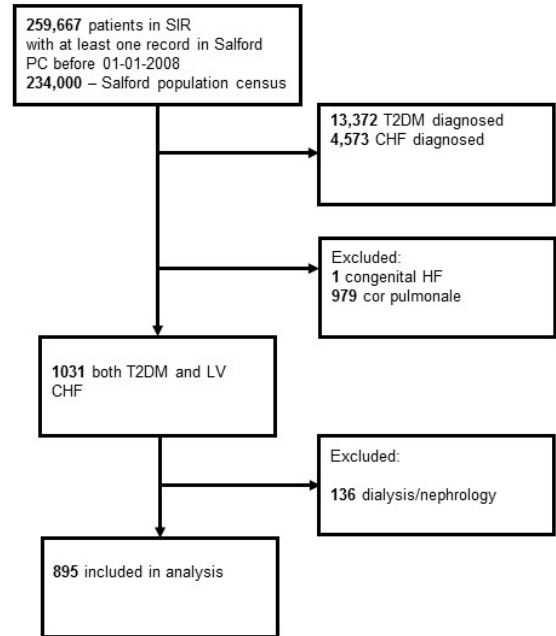 259,667 patients in SIR
with at least one record in Salford
PC before 01-01-2008
234,000 – Salford population census
13,372 T2DM diagnosed
4,573 CHF diagnosed
Excluded:
1 congenital HF
979 cor pulmonale
1031 both T2DM and LV
CHF
Excluded:
136 dialysis/nephrology
895 included in analysis